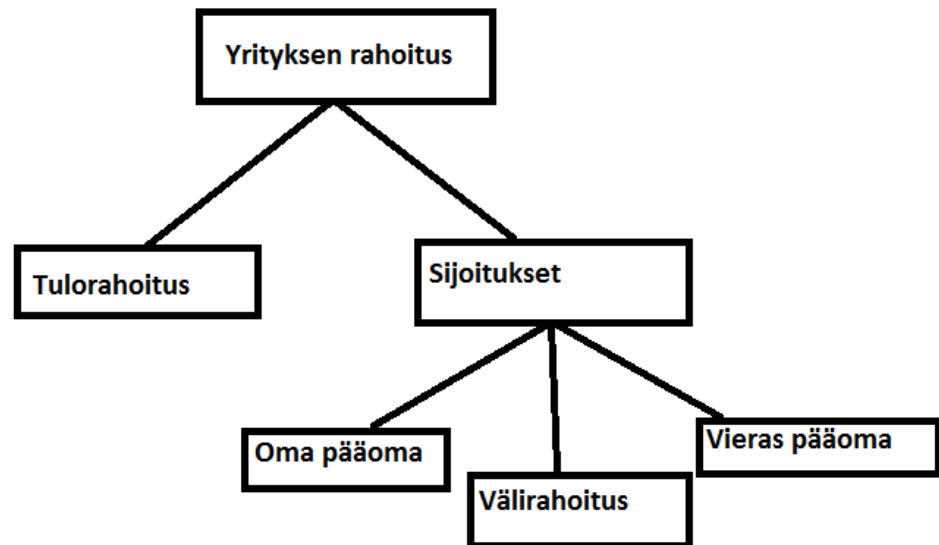 Yrityksen rahoitus
Tulorahoitus
Sijoitukset
Oma pääoma
Välirahoitus
Vieras pääoma